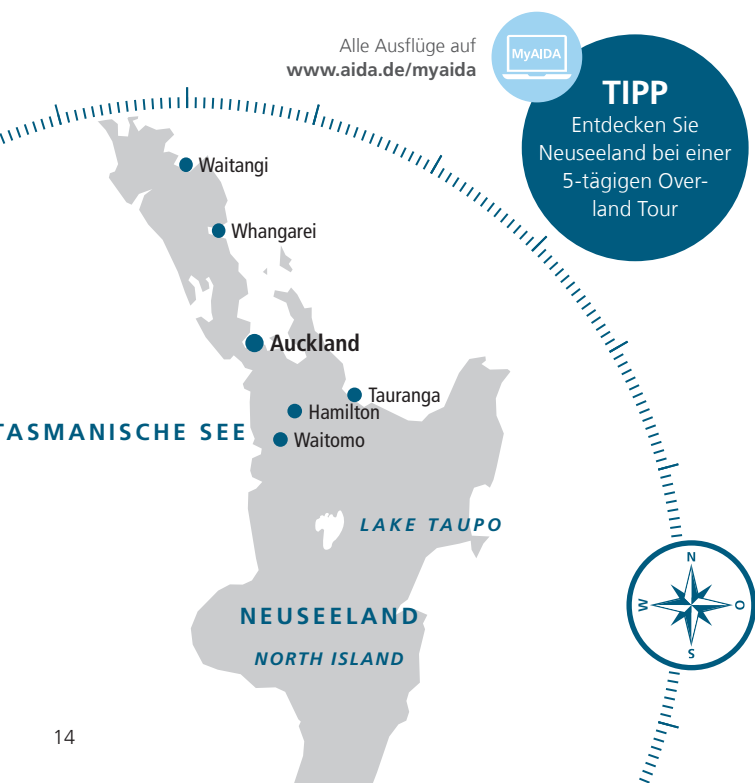 Alle Ausflüge auf
www.aida.de/myaida
MyAIDA
TIPP
Entdecken Sie
Neuseeland bei einer
5-tägigen Over-
land Tour
Waitangi
Whangarei
Auckland
Tauranga
Hamilton
TASMANISCHE SEE
Waitomo
LAKE TAUPO
N
W
O
S
NEUSEELAND
NORTH ISLAND
14